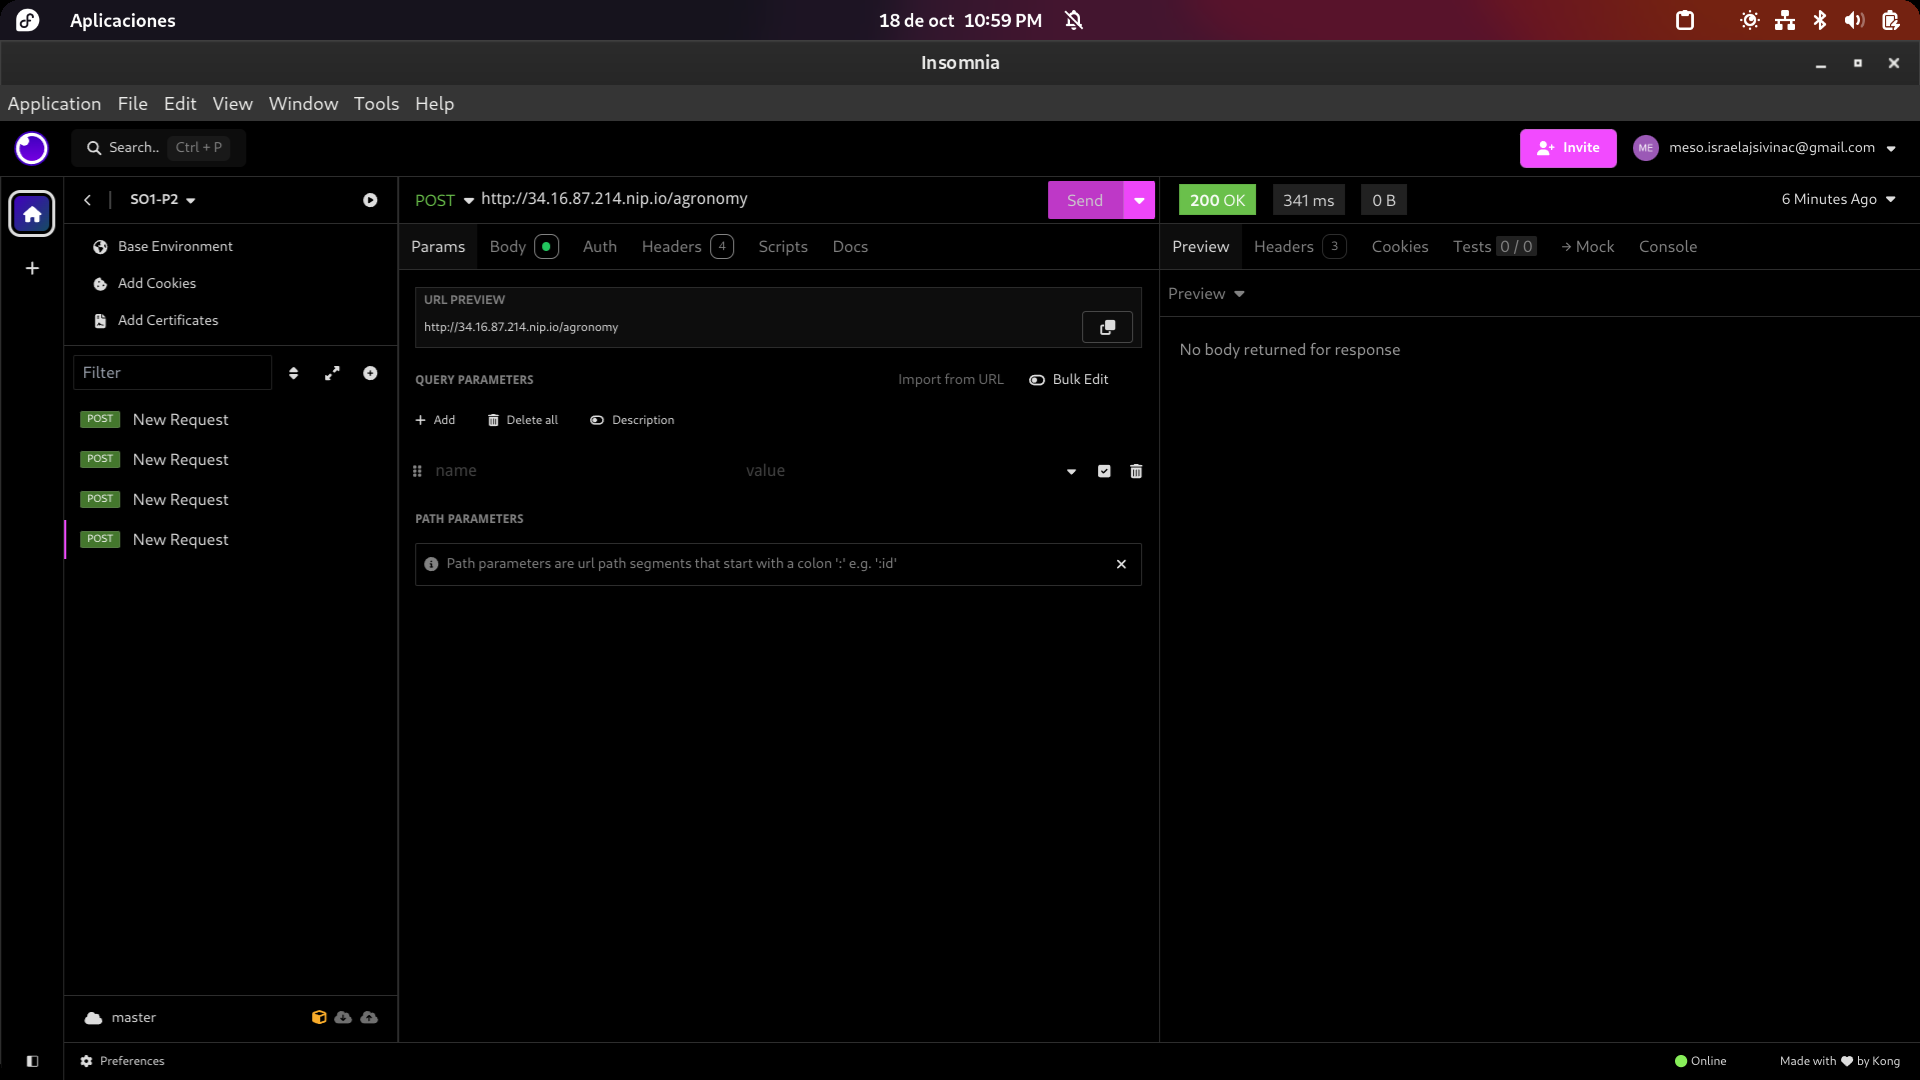 Aplicaciones
18 de oct 10:59 PM
Insomnia
Application File Edit View Window Tools Help
Search.. Ctrl + P
Invite
ME meso.israelajsivinac@gmail.com
SO1-P2
POST http://34.16.87.214.nip.io/agronomy
Send
200 OK 341 ms 0 B
6 Minutes Ago
Base Environment
Add Cookies
Add Certificates
Filter
POST New Request
POST New Request
POST New Request
POST New Request
Params Body Auth Headers 4 Scripts Docs
URL PREVIEW
http://34.16.87.214.nip.io/agronomy
QUERY PARAMETERS Import from URL Bulk Edit
Add Delete all Description
name value
PATH PARAMETERS
Path parameters are url path segments that start with a colon ':' e.g. ':id'
Preview Headers 3 Cookies Tests 0 / 0 → Mock Console
Preview
No body returned for response
master
Preferences
Online
Made with ♥ by Kong